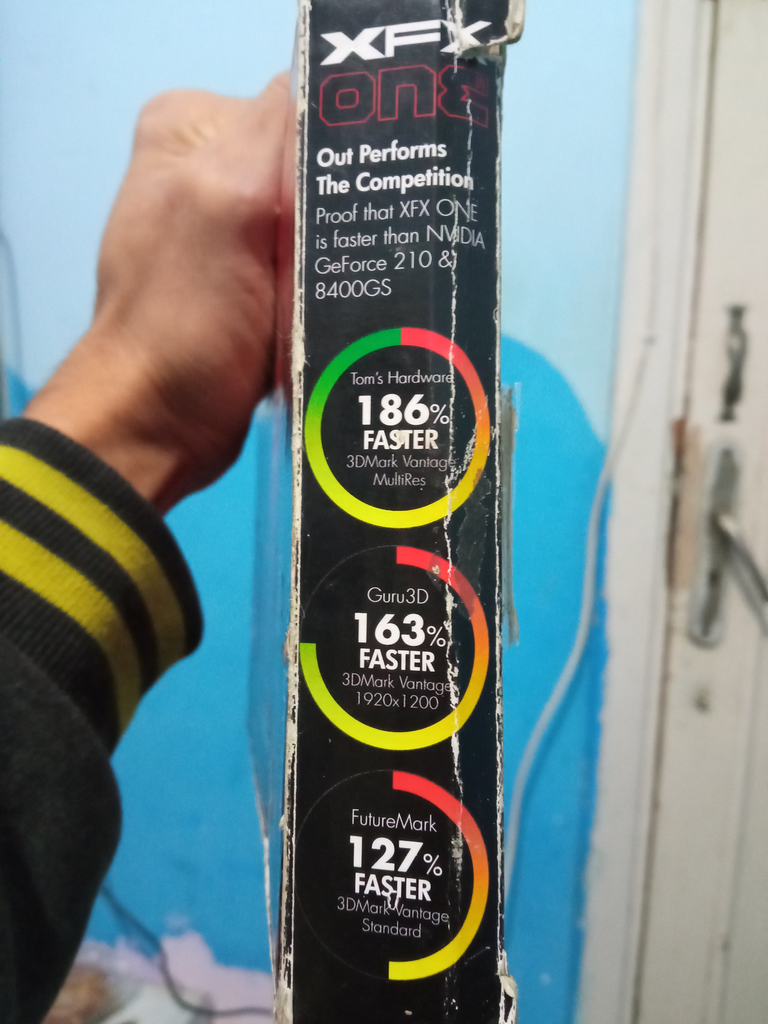 XFX
ONE
Out Performs
The Competition
Proof that XFX ONE
is faster than NVIDIA
GeForce 210 &
8400GS
Tom's Hardware
186%
FASTER
3DMark Vantage
MultiRes
Guru3D
163%
FASTER
3DMark Vantage
1920x1200
FutureMark
127%
FASTER
3DMark Vantage
Standard